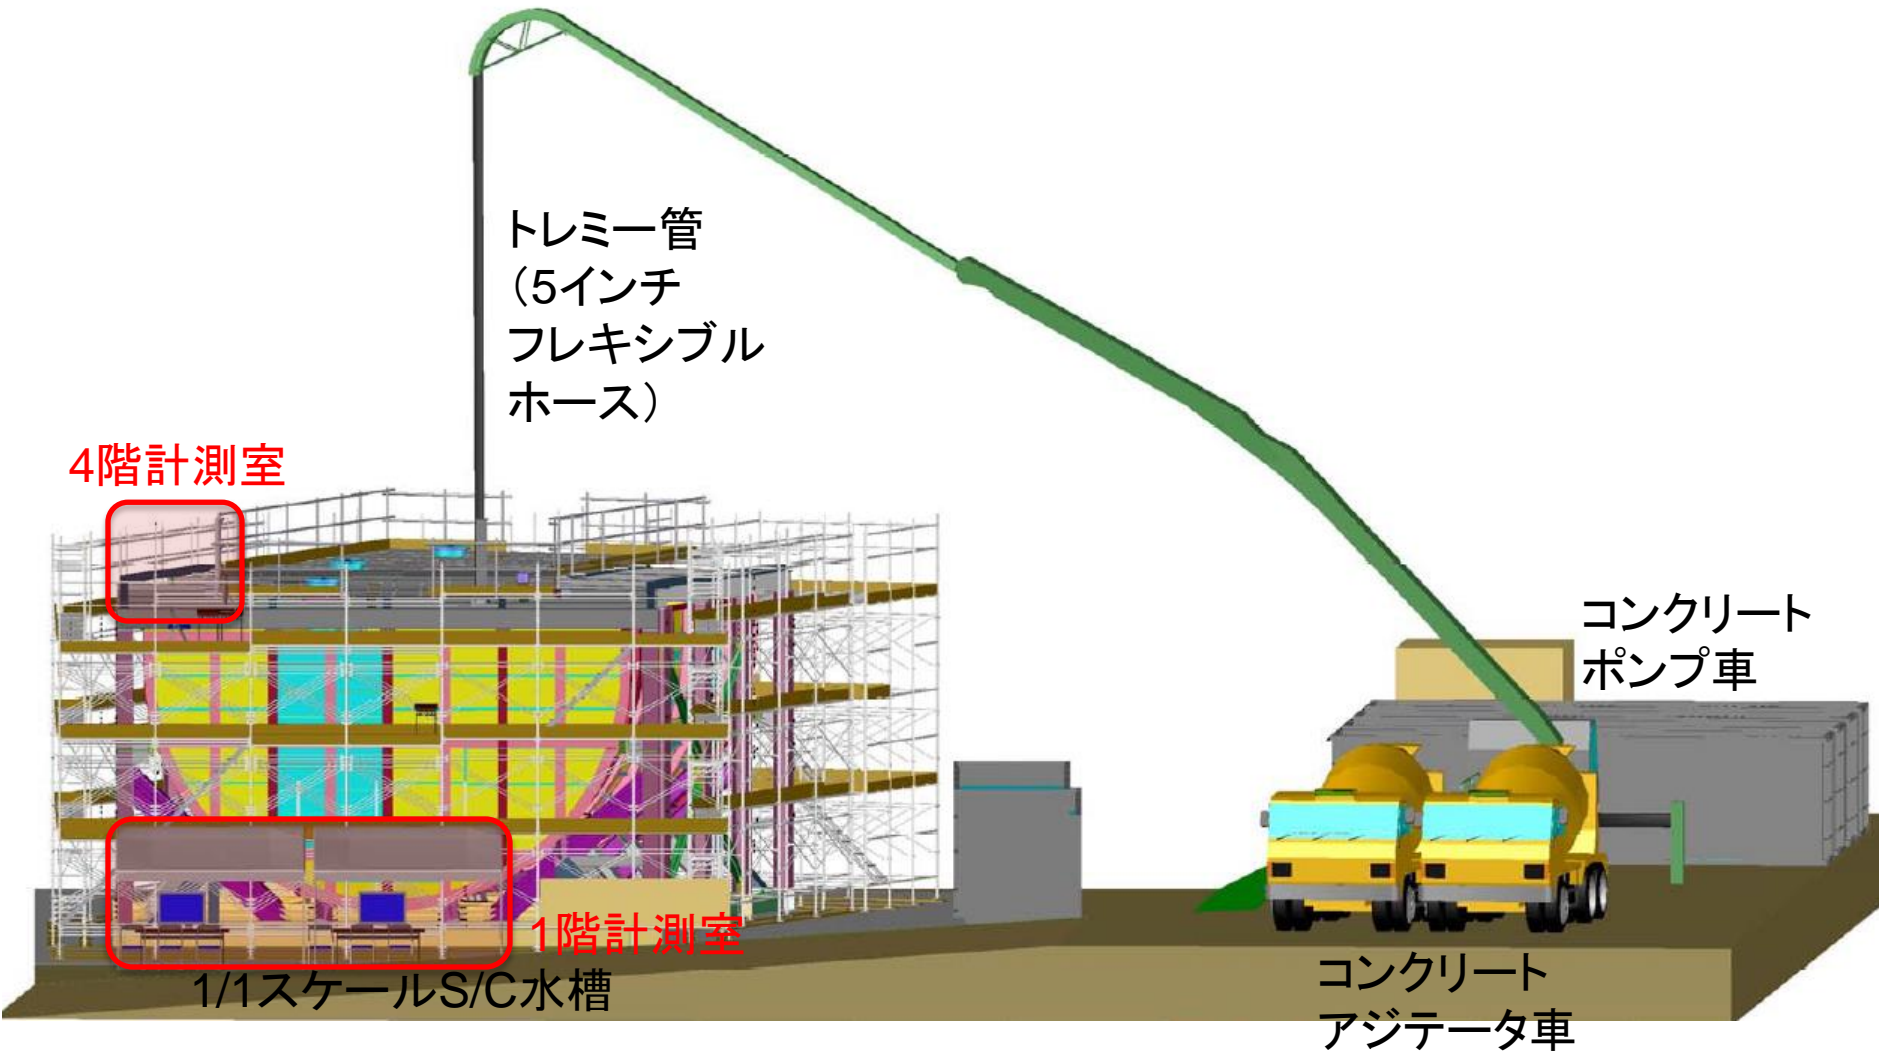 トレミー管
（5インチ
フレキシブル
ホース）
4階計測室
コンクリート
ポンプ車
1階計測室
1/1スケールS/C水槽
コンクリート
アジテータ車